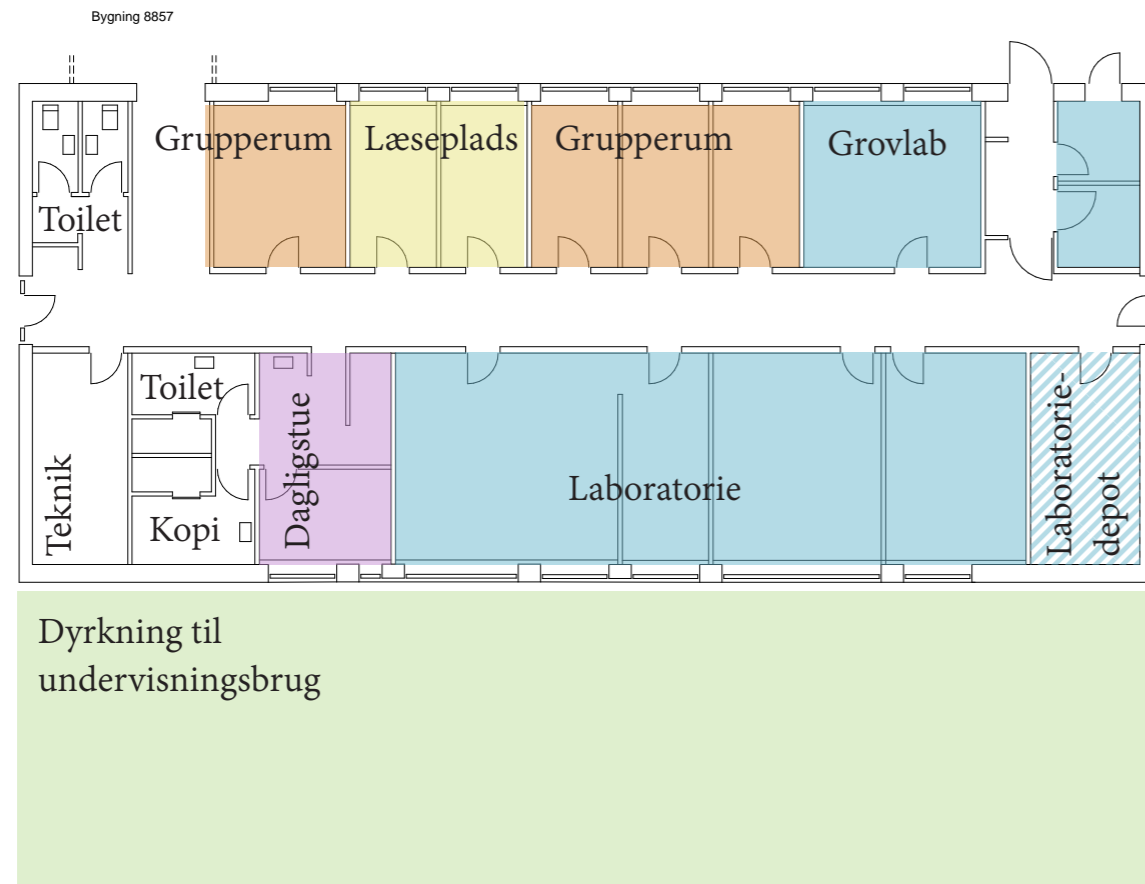 Bygning 8857
Grupperum
Læseplads
Grupperum
Grovlab
Toilet
Toilet
Teknik
Kopi
Dagligstue
Laboratorie
Laboratorie-
depot
Dyrkning til
undervisningsbrug